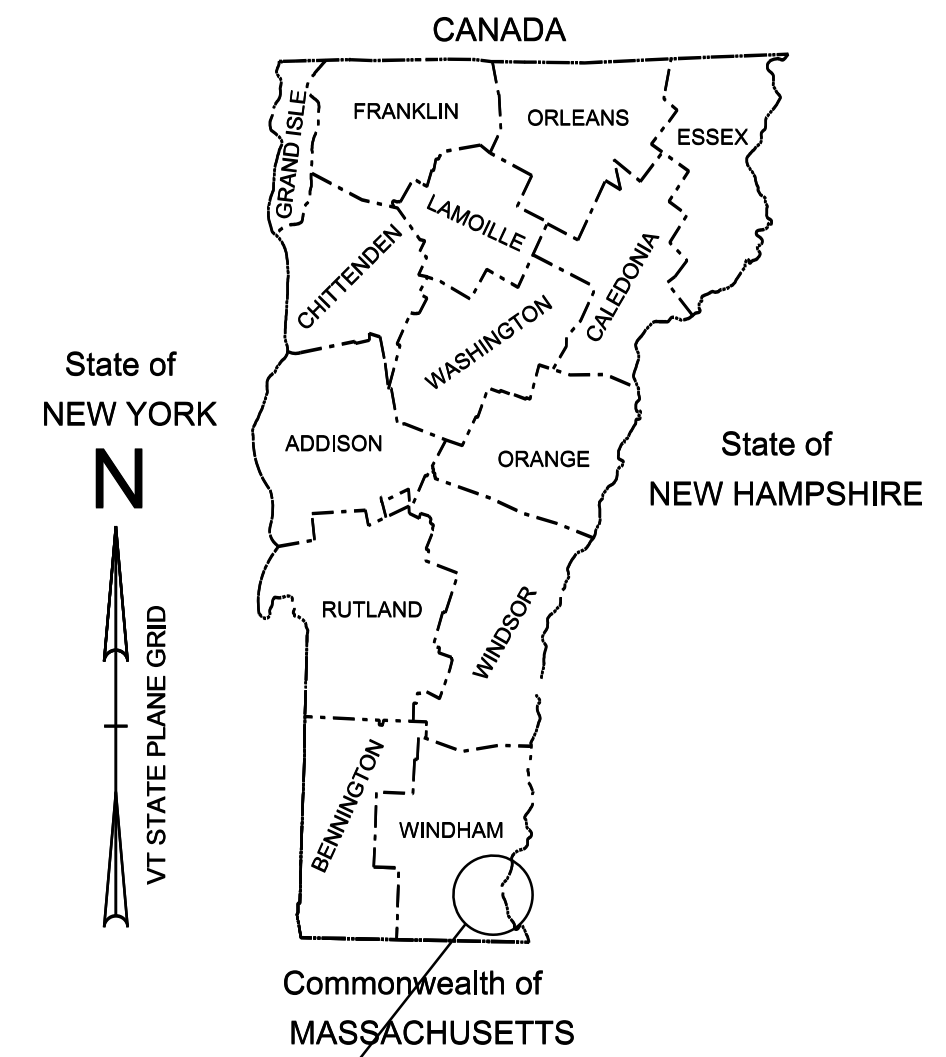 CANADA
FRANKLIN
ORLEANS
ESSEX
GRAND ISLE
LAMOILLE
CHITTENDEN
CALEDONIA
WASHINGTON
State of
NEW YORK
ADDISON
ORANGE
State of
NEW HAMPSHIRE
N
VT STATE PLANE GRID
RUTLAND
WINDSOR
BENNINGTON
WINDHAM
Commonwealth of
MASSACHUSETTS